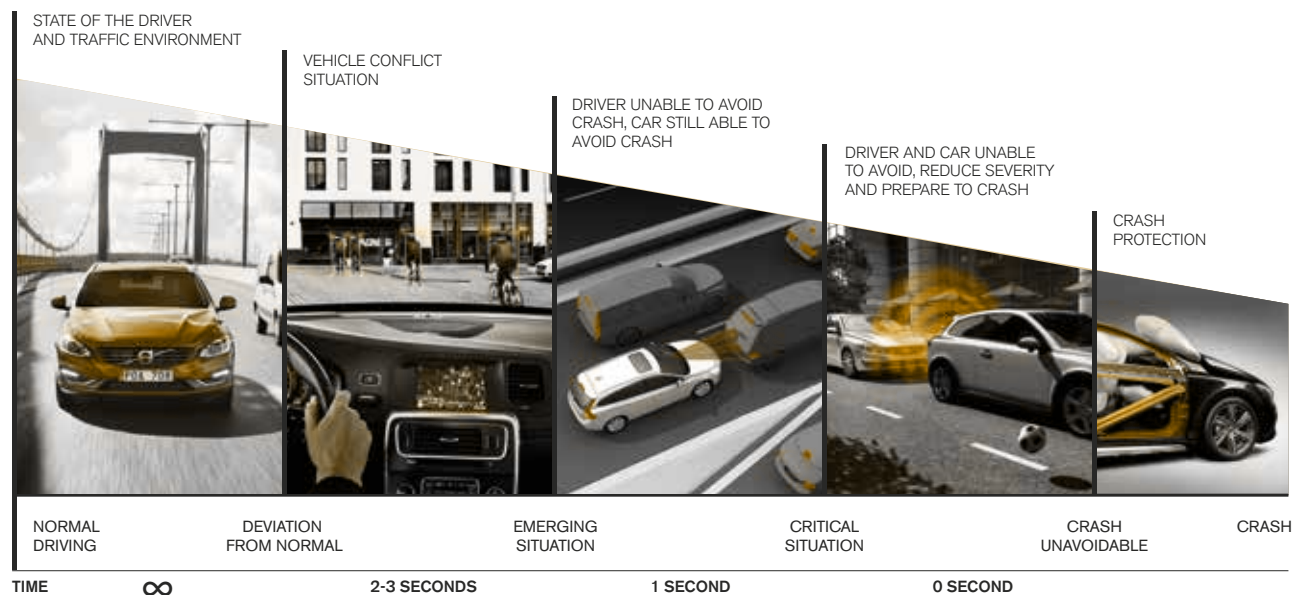 STATE OF THE DRIVER
AND TRAFFIC ENVIRONMENT
VEHICLE CONFLICT
SITUATION
DRIVER UNABLE TO AVOID
CRASH, CAR STILL ABLE TO
AVOID CRASH
DRIVER AND CAR UNABLE
TO AVOID, REDUCE SEVERITY
AND PREPARE TO CRASH
CRASH
PROTECTION
NORMAL
DRIVING
DEVIATION
FROM NORMAL
EMERGING
SITUATION
CRITICAL
SITUATION
CRASH
UNAVOIDABLE
CRASH
TIME ∞ 2-3 SECONDS 1 SECOND 0 SECOND